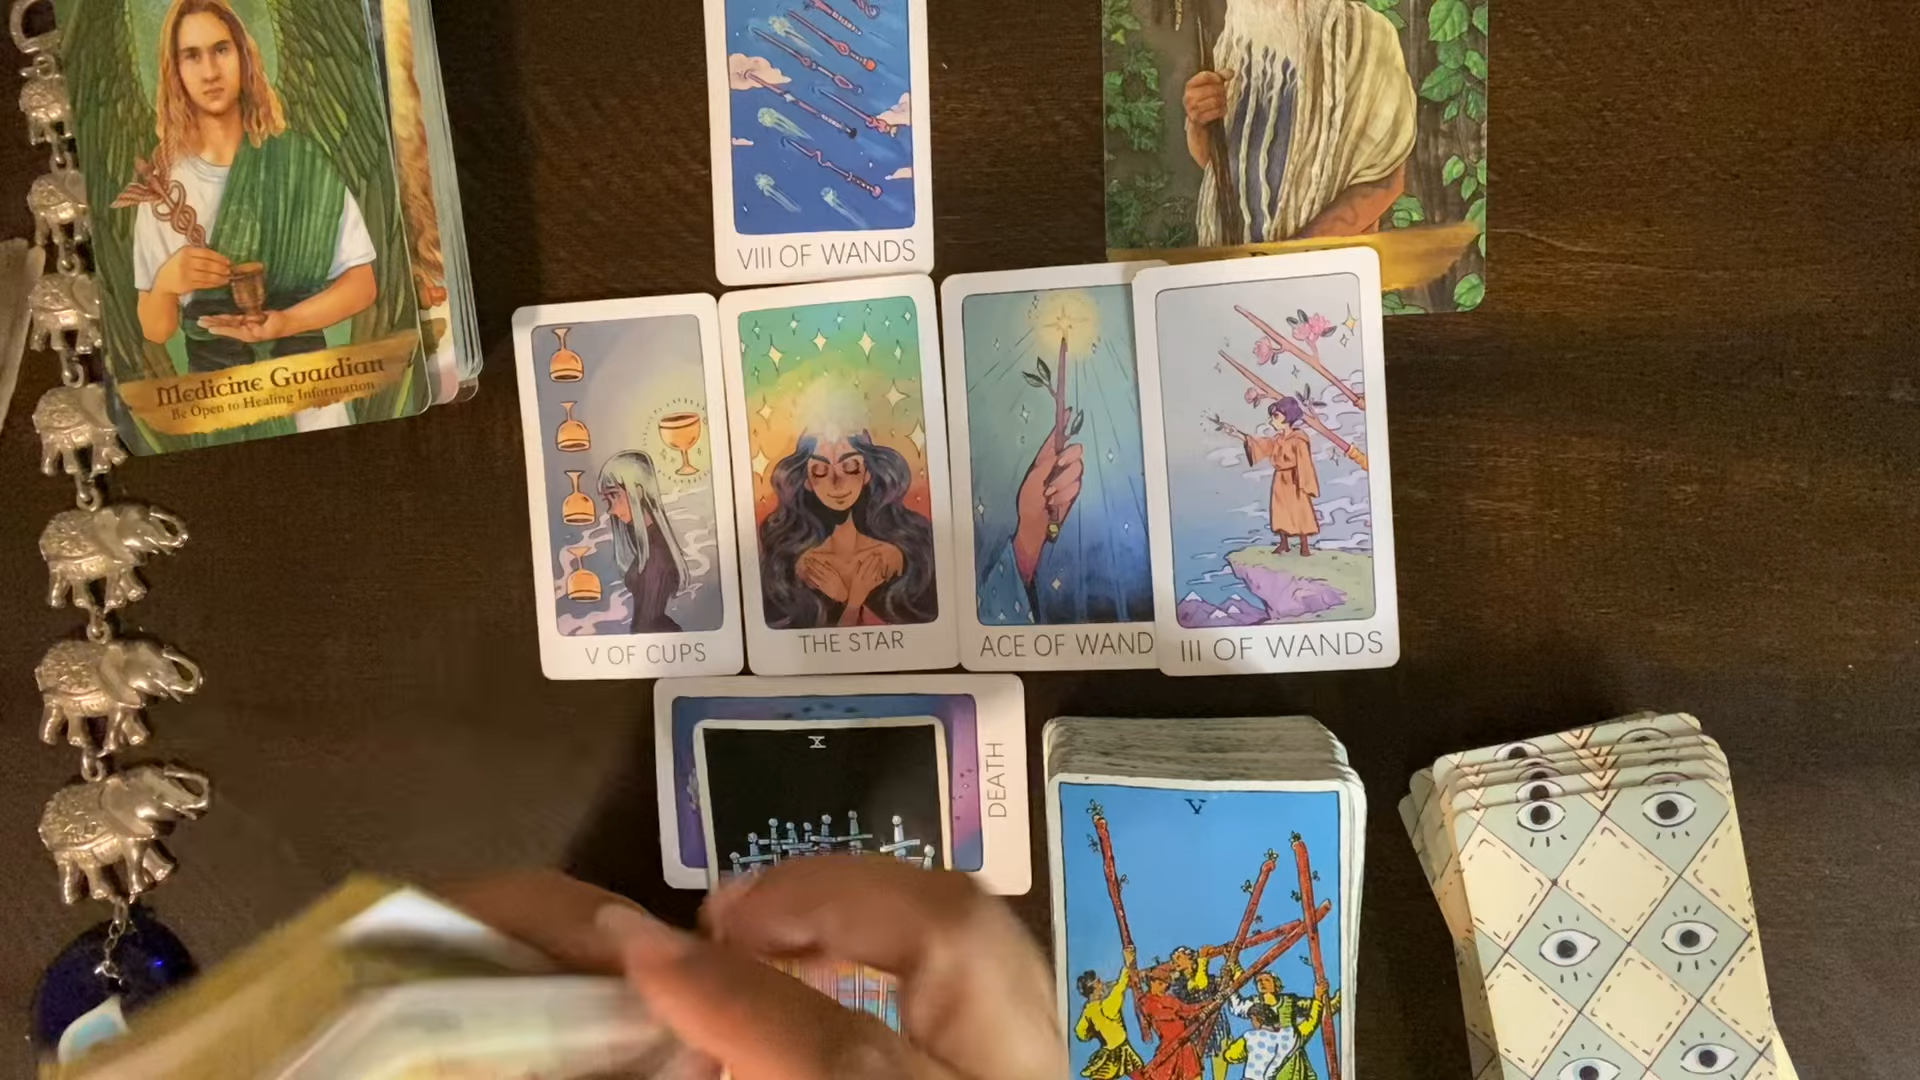 Medicine Guardian
Be Open to Healing Information
VIII OF WANDS
V OF CUPS
THE STAR
ACE OF WAND
III OF WANDS
DEATH
X
V